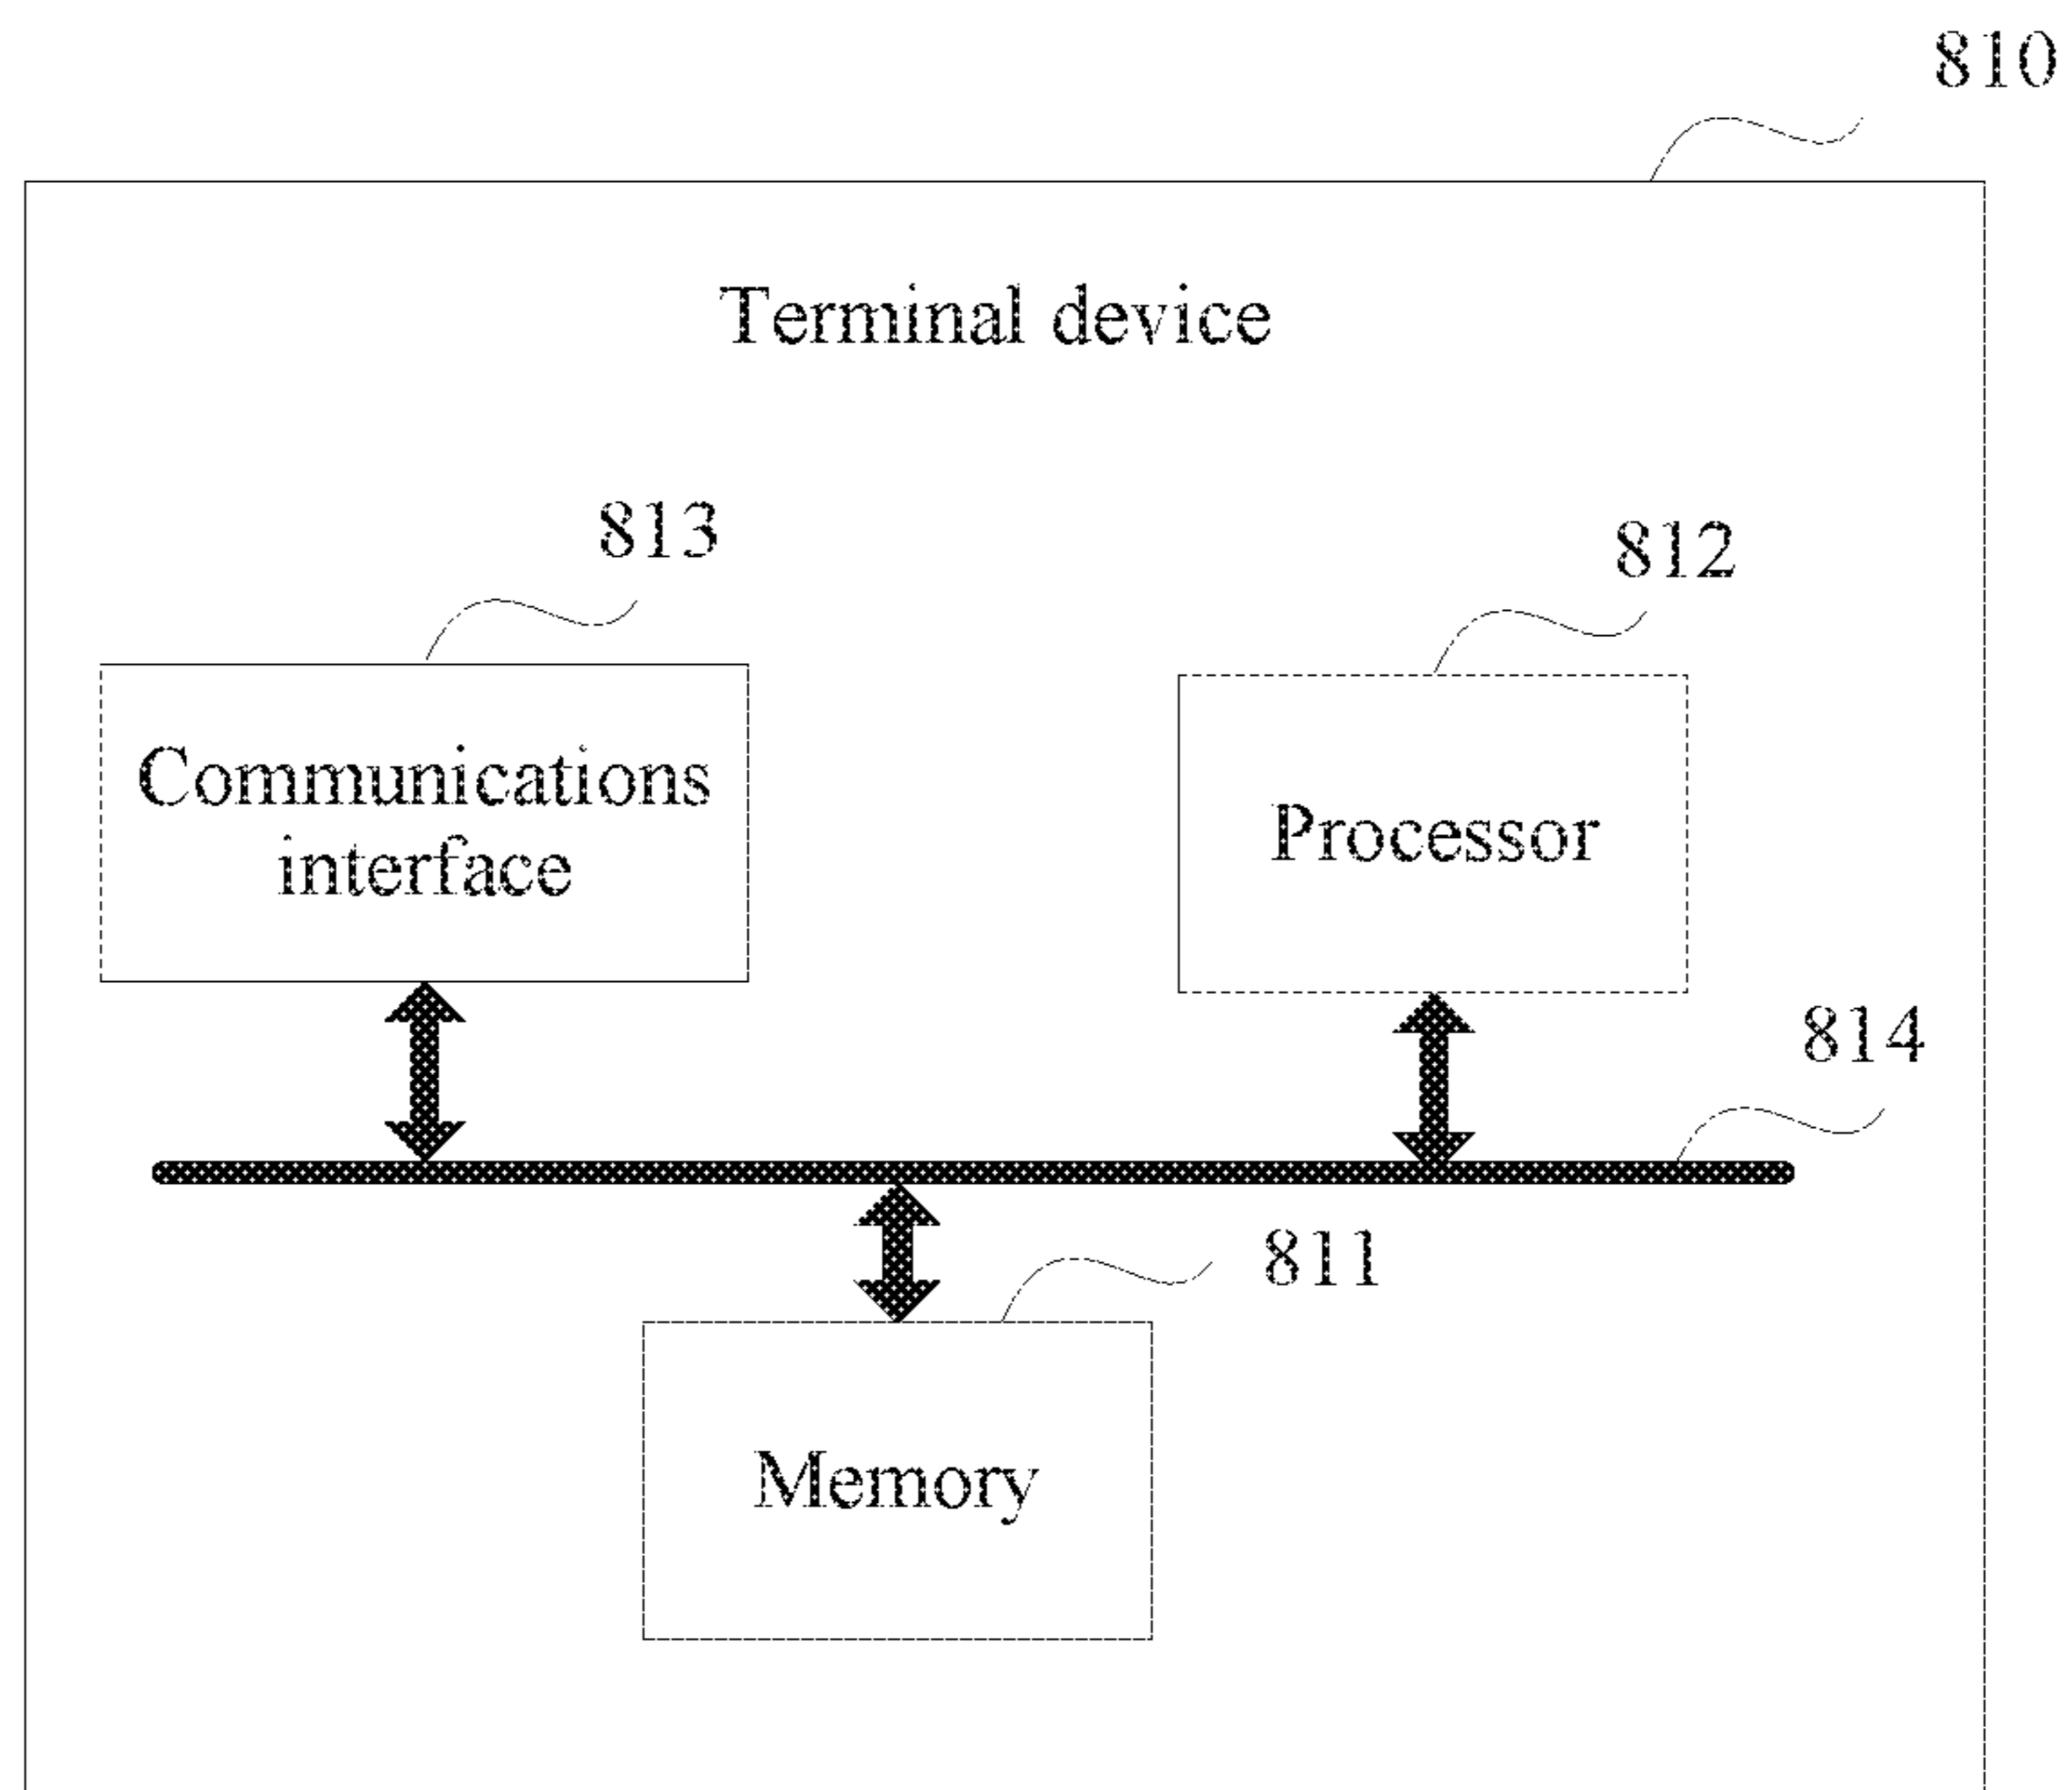 810
Terminal device
813
812
Communications
interface
Processor
814
811
Memory